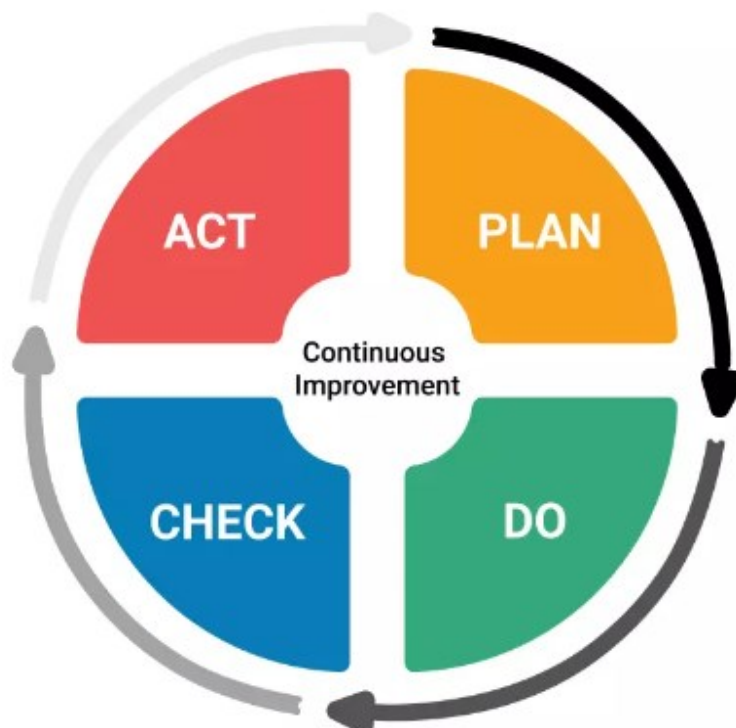 ACT
PLAN
Continuous
Improvement
CHECK
DO